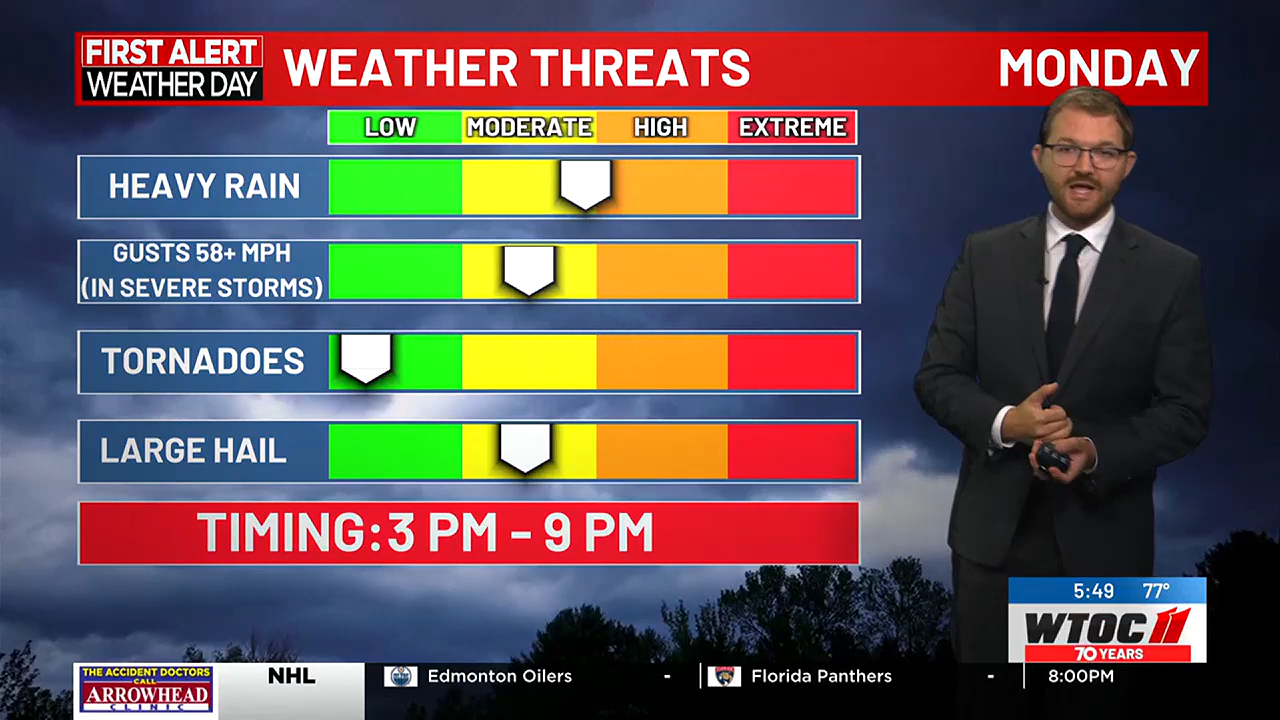 FIRST ALERT
WEATHER DAY
WEATHER THREATS
MONDAY
LOW MODERATE HIGH EXTREME
HEAVY RAIN
GUSTS 58+ MPH
(IN SEVERE STORMS)
TORNADOES
LARGE HAIL
TIMING: 3 PM - 9 PM
5:49 77°
WTOC 11
70 YEARS
THE ACCIDENT DOCTORS
CALL
ARROWHEAD
CLINIC
NHL
Edmonton Oilers - Florida Panthers - 8:00PM